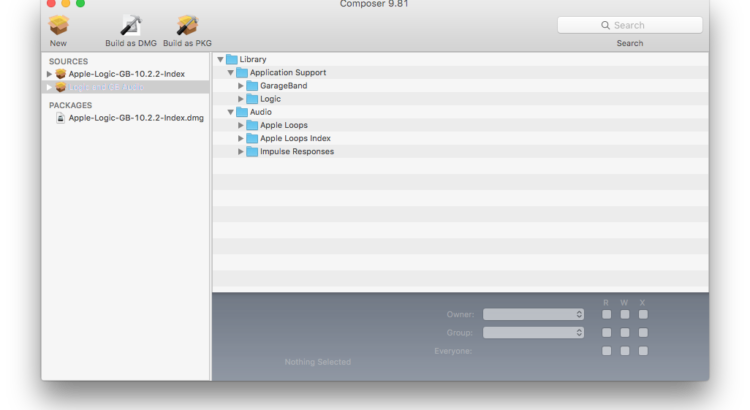 Composer 9.81
New
Build as DMG
Build as PKG
Search
Search
SOURCES
Apple-Logic-GB-10.2.2-Index
PACKAGES
Apple-Logic-GB-10.2.2-Index.dmg
Library
Application Support
GarageBand
Logic
Audio
Apple Loops
Apple Loops Index
Impulse Responses
R W X
Owner:
Group:
Everyone:
Nothing Selected